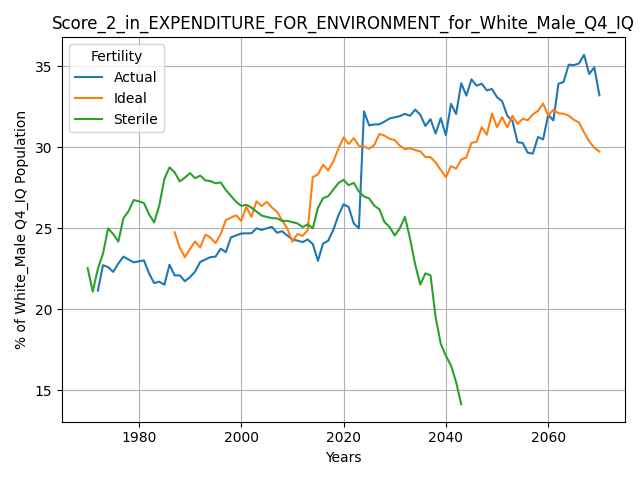 Score_2_in_EXPENDITURE_FOR_ENVIRONMENT_for_White_Male_Q4_IQ
Fertility
Actual
Ideal
Sterile
% of White_Male Q4_IQ Population
35
30
25
20
15
1980
2000
2020
2040
2060
Years